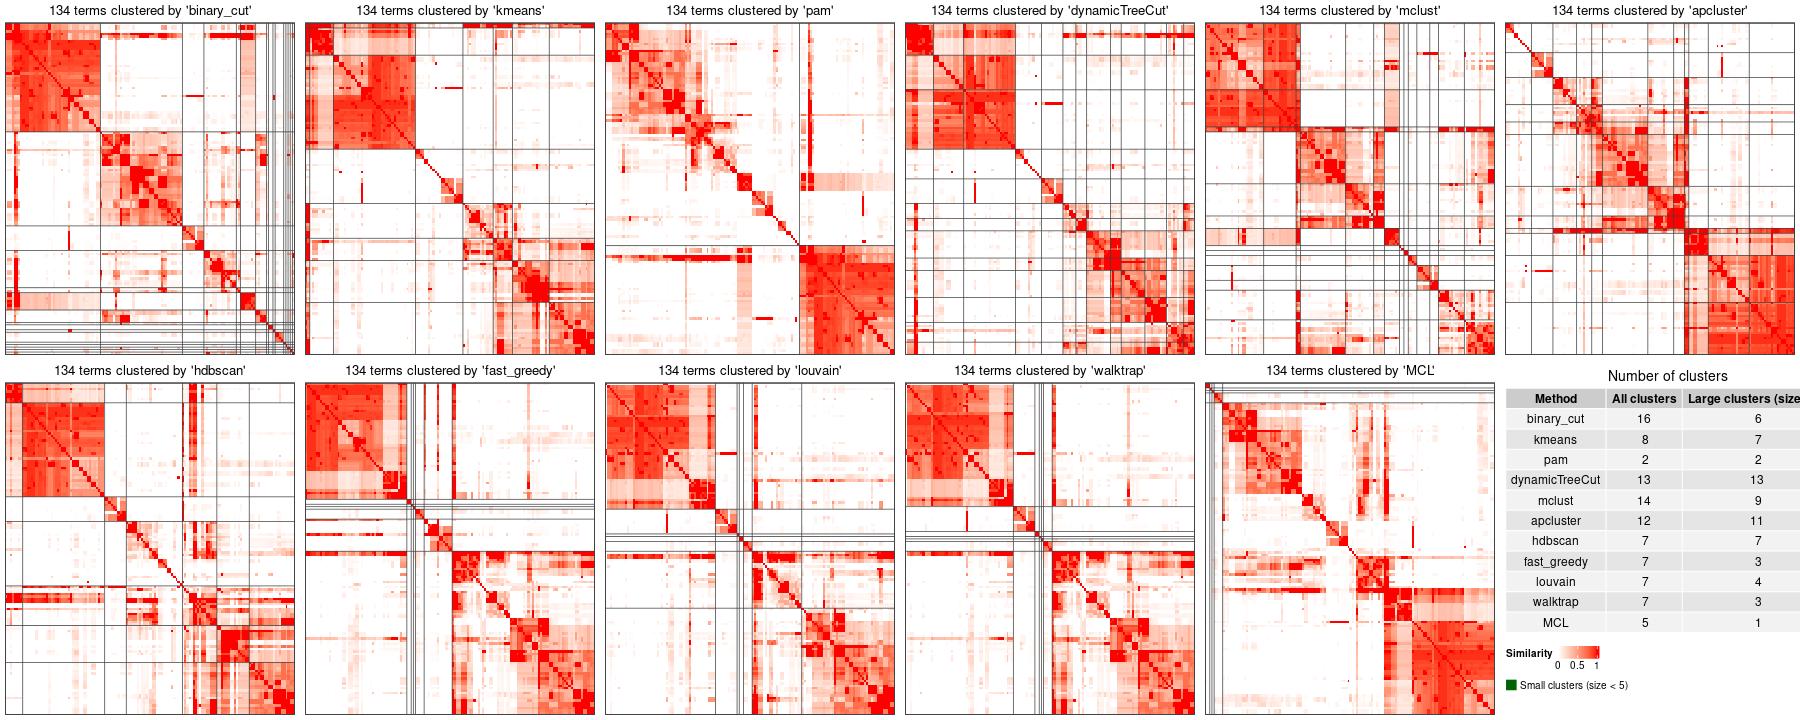 134 terms clustered by 'binary_cut'
134 terms clustered by 'kmeans'
134 terms clustered by 'pam'
134 terms clustered by 'dynamicTreeCut'
134 terms clustered by 'mclust'
134 terms clustered by 'apcluster'
134 terms clustered by 'hdbscan'
134 terms clustered by 'fast_greedy'
134 terms clustered by 'louvain'
134 terms clustered by 'walktrap'
134 terms clustered by 'MCL'
Number of clusters
Method All clusters Large clusters (size
binary_cut 16 6
kmeans 8 7
pam 2 2
dynamicTreeCut 13 13
mclust 14 9
apcluster 12 11
hdbscan 7 7
fast_greedy 7 3
louvain 7 4
walktrap 7 3
MCL 5 1
Similarity
0 0.5 1
Small clusters (size < 5)